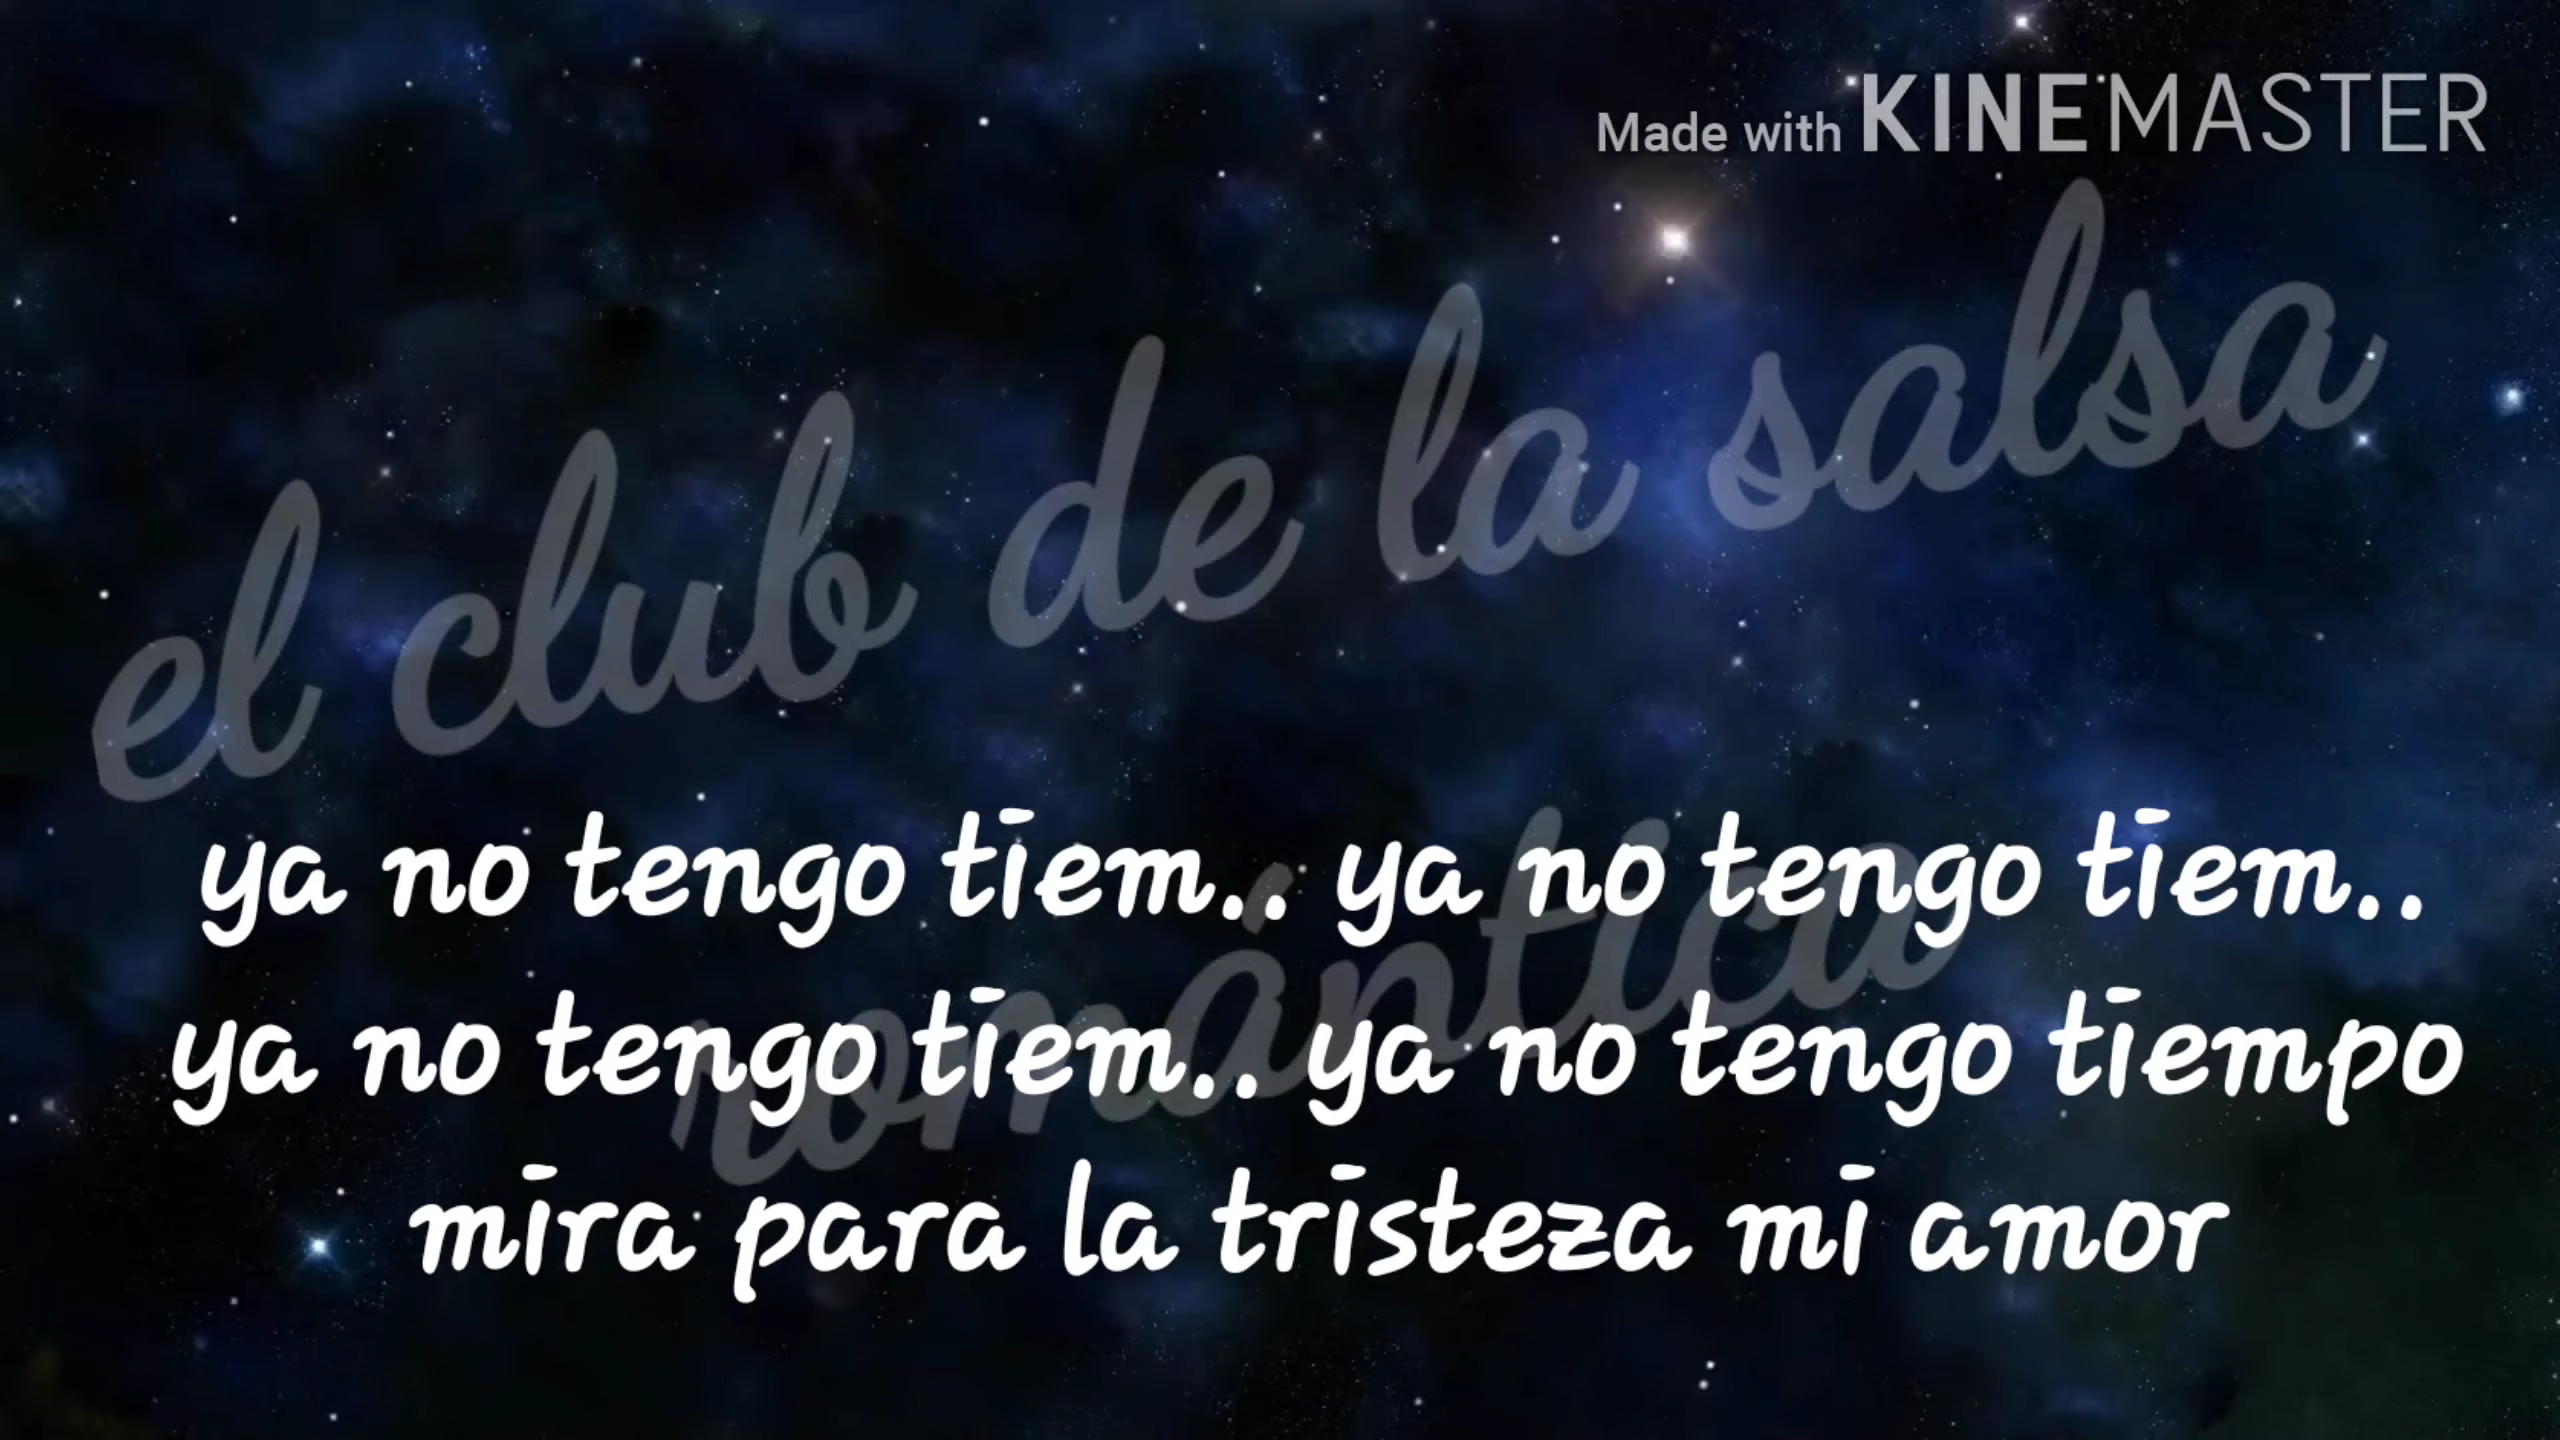 Made with KINEMASTER
el club de la salsa
romántica
ya no tengo tiem.. ya no tengo tiem..
ya no tengo tiem.. ya no tengo tiempo
mira para la tristeza mi amor